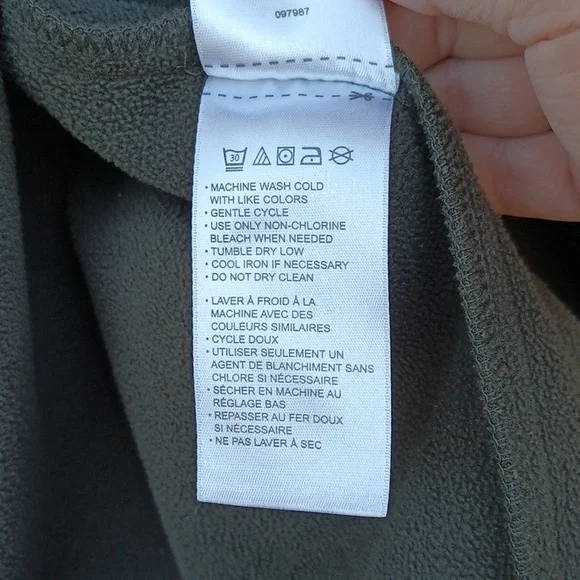 097987
30
• MACHINE WASH COLD
WITH LIKE COLORS
• GENTLE CYCLE
• USE ONLY NON-CHLORINE
BLEACH WHEN NEEDED
• TUMBLE DRY LOW
• COOL IRON IF NECESSARY
• DO NOT DRY CLEAN
• LAVER À FROID À LA
MACHINE AVEC DES
COULEURS SIMILAIRES
• CYCLE DOUX
• UTILISER SEULEMENT UN
AGENT DE BLANCHIMENT SANS
CHLORE SI NÉCESSAIRE
• SÉCHER EN MACHINE AU
RÉGLAGE BAS
• REPASSER AU FER DOUX
SI NÉCESSAIRE
• NE PAS LAVER À SEC